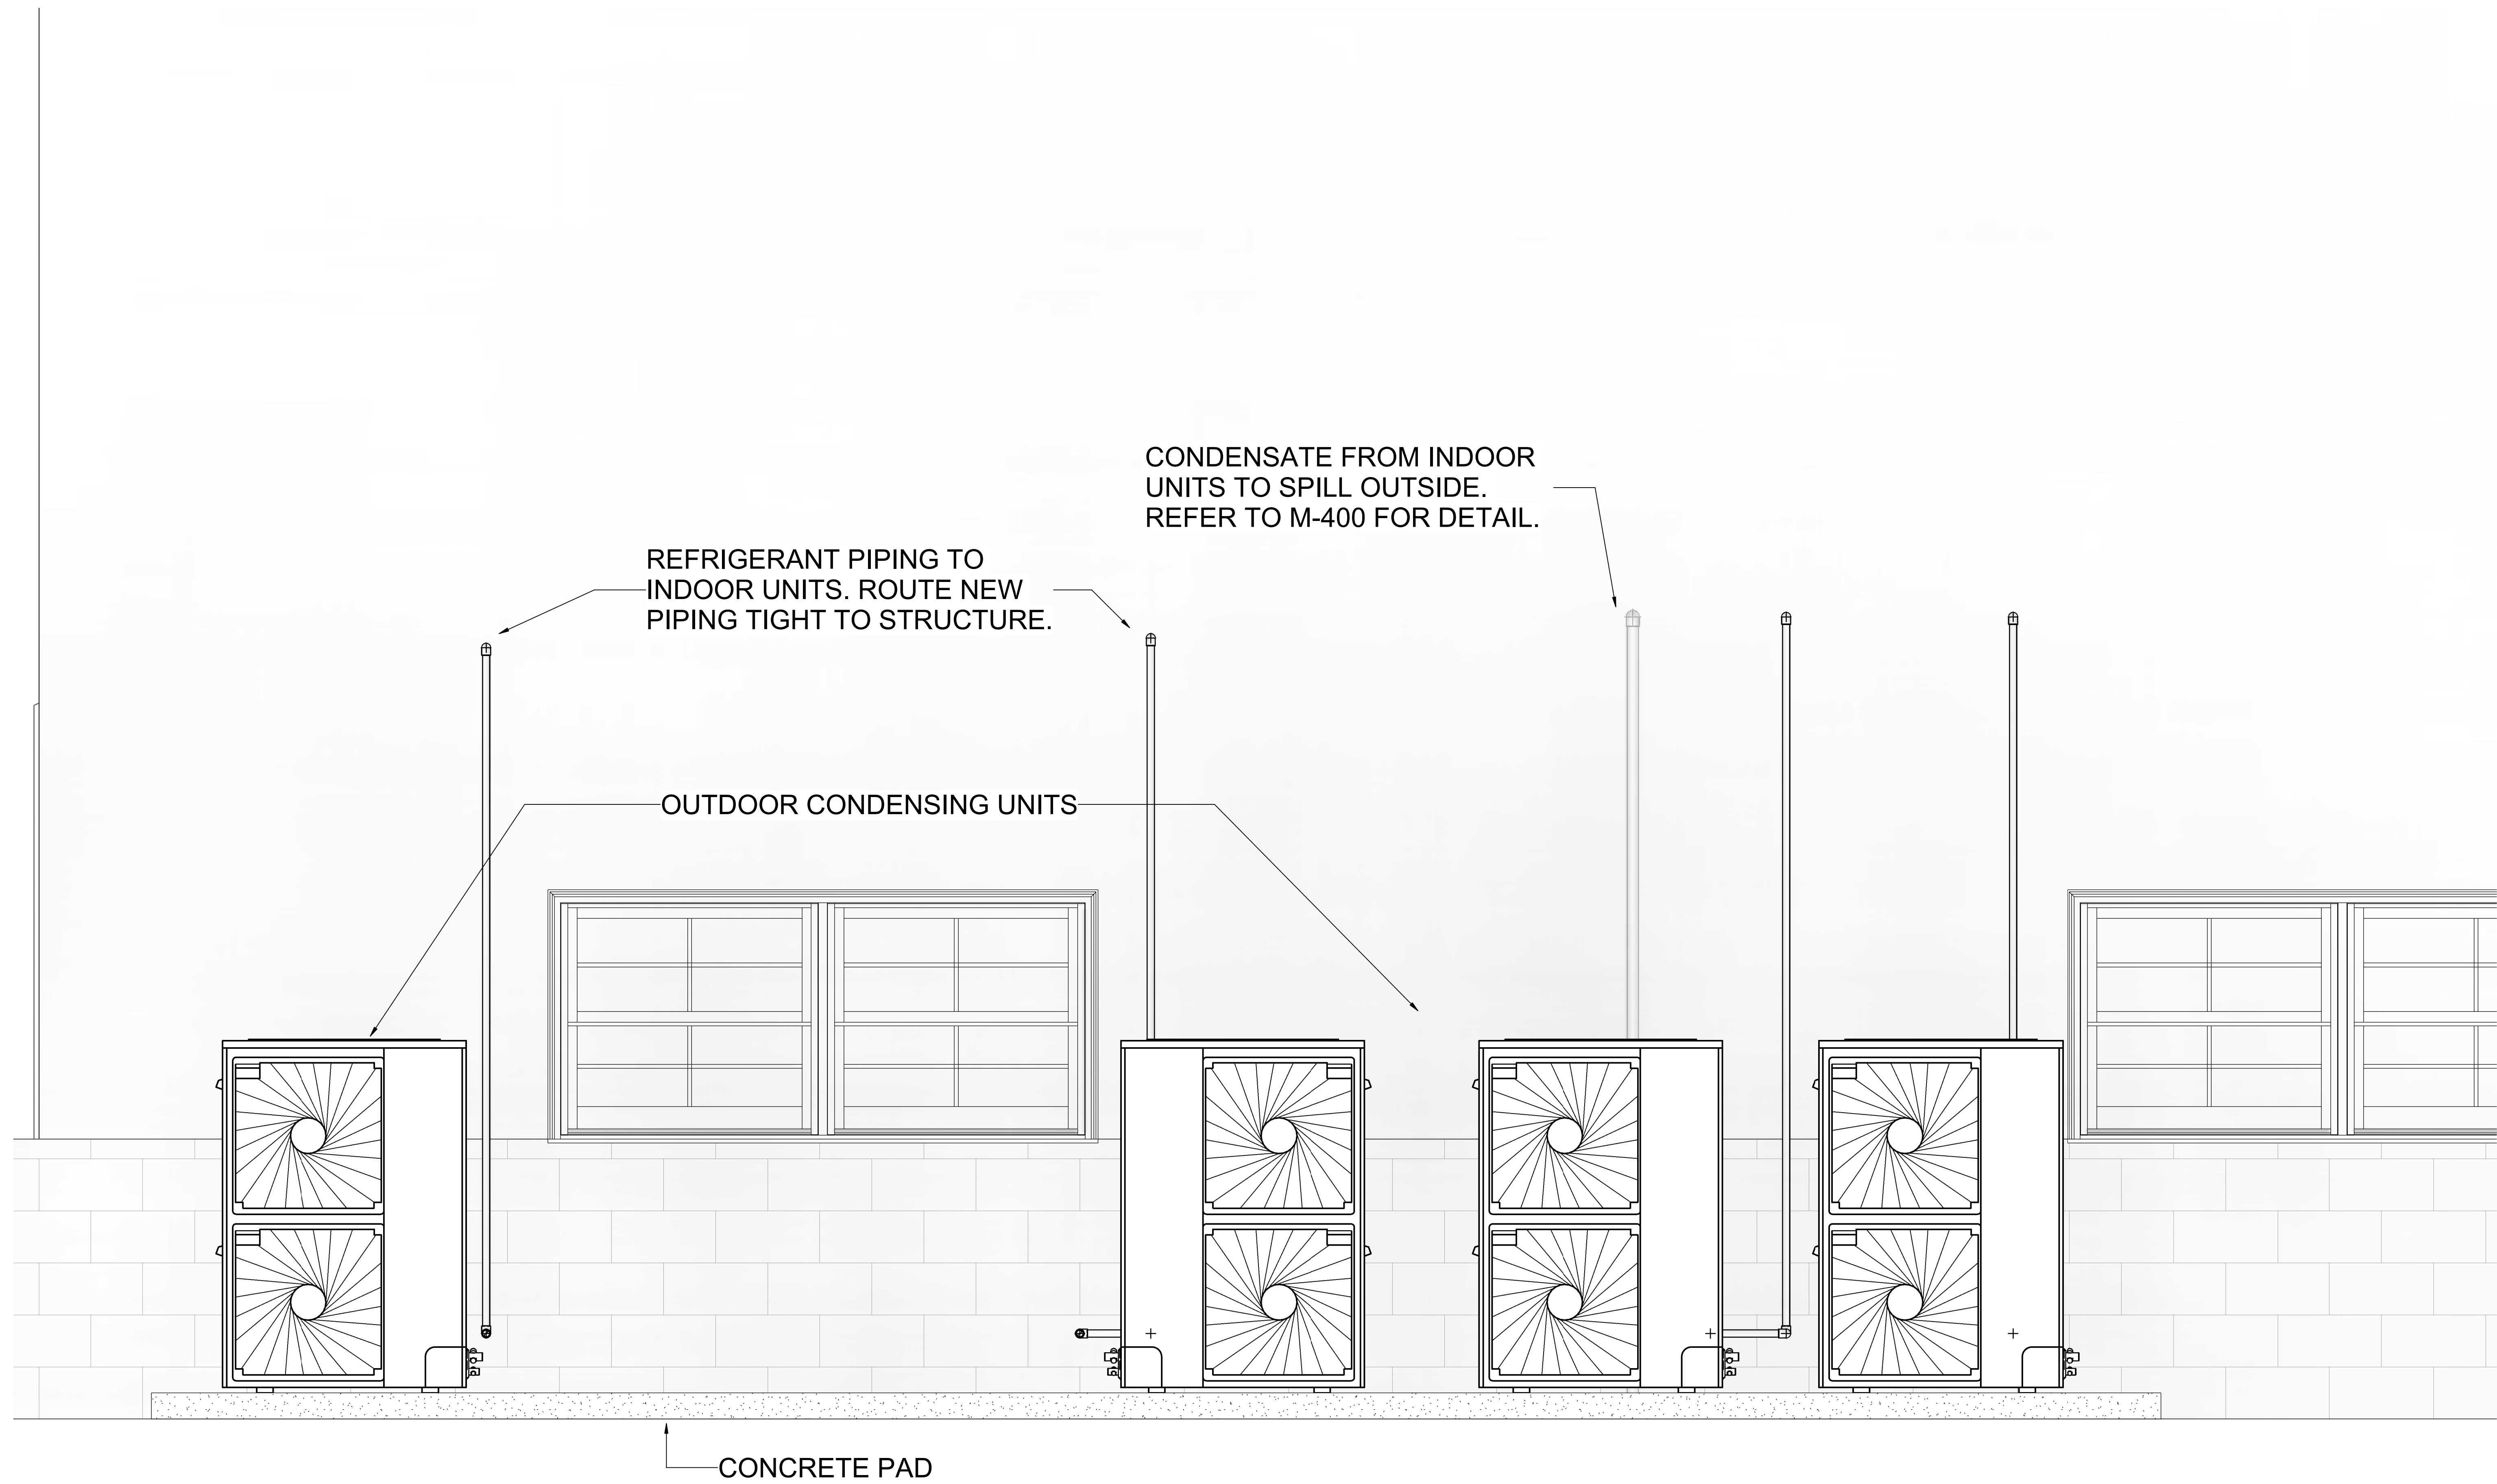 CONDENSATE FROM INDOOR
UNITS TO SPILL OUTSIDE.
REFER TO M-400 FOR DETAIL.
REFRIGERANT PIPING TO
INDOOR UNITS. ROUTE NEW
PIPING TIGHT TO STRUCTURE.
OUTDOOR CONDENSING UNITS
CONCRETE PAD